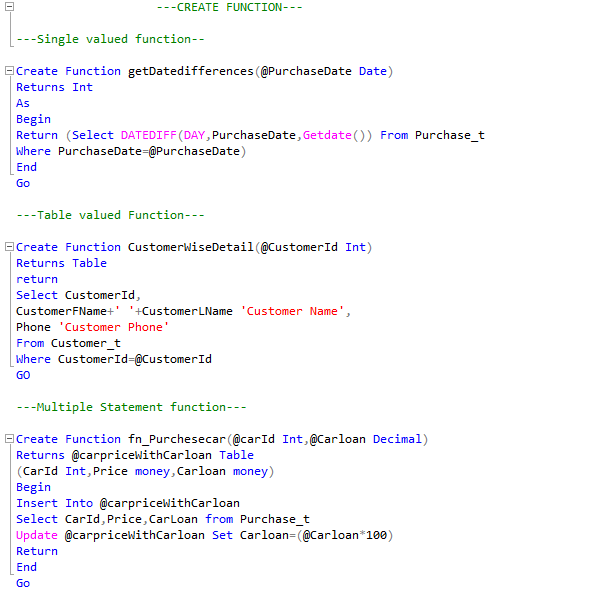 ---CREATE FUNCTION---
---Single valued function--
Create Function getDatedifferences(@PurchaseDate Date)
Returns Int
As
Begin
Return (Select DATEDIFF(DAY,PurchaseDate,Getdate()) From Purchase_t
Where PurchaseDate=@PurchaseDate)
End
Go
---Table valued Function---
Create Function CustomerWiseDetail(@CustomerId Int)
Returns Table
return
Select CustomerId,
CustomerFName+' '+CustomerLName 'Customer Name',
Phone 'Customer Phone'
From Customer_t
Where CustomerId=@CustomerId
GO
---Multiple Statement function---
Create Function fn_Purchesecar(@carId Int,@Carloan Decimal)
Returns @carpriceWithCarloan Table
(CarId Int,Price money,Carloan money)
Begin
Insert Into @carpriceWithCarloan
Select CarId,Price,CarLoan from Purchase_t
Update @carpriceWithCarloan Set Carloan=(@Carloan*100)
Return
End
Go